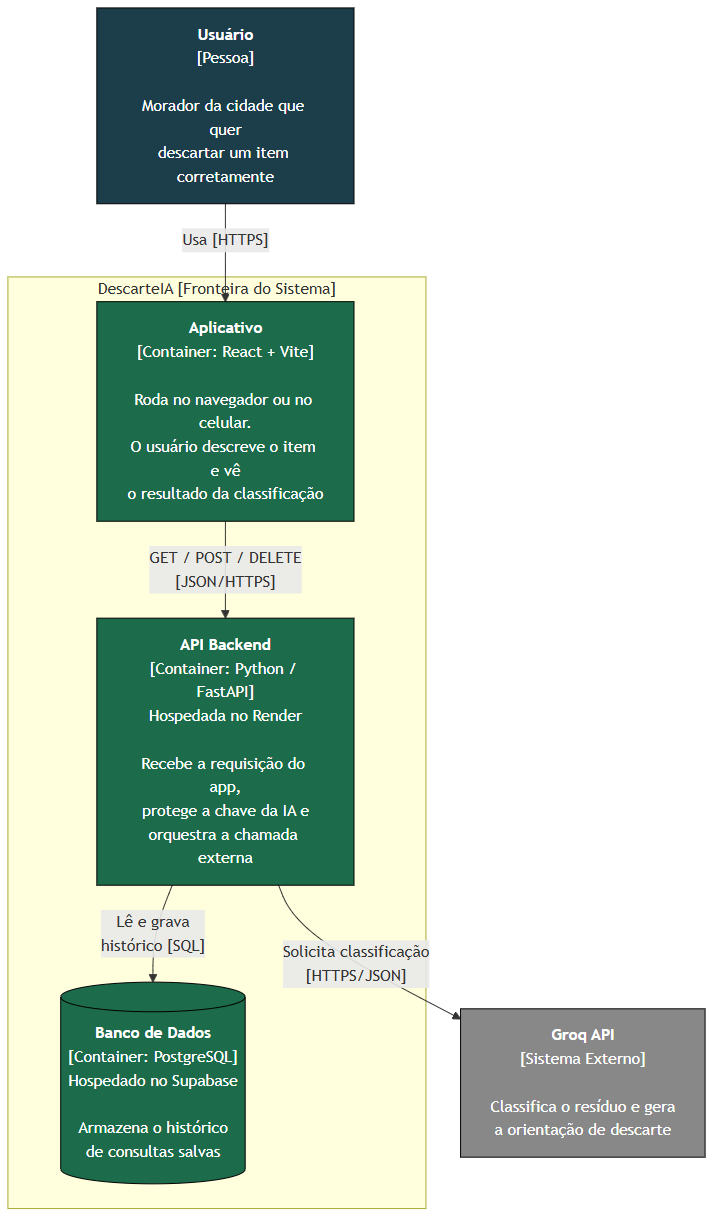 Usuário
[Pessoa]
Morador da cidade que
quer
descartar um item
corretamente
Usa [HTTPS]
DescarteIA [Fronteira do Sistema]
Aplicativo
[Container: React + Vite]
Roda no navegador ou no
celular.
O usuário descreve o item
e vê
o resultado da classificação
GET / POST / DELETE
[JSON/HTTPS]
API Backend
[Container: Python /
FastAPI]
Hospedada no Render
Recebe a requisição do
app,
protege a chave da IA e
orquestra a chamada
externa
Lê e grava
histórico [SQL]
Solicita classificação
[HTTPS/JSON]
Banco de Dados
[Container: PostgreSQL]
Hospedado no Supabase
Armazena o histórico
de consultas salvas
Groq API
[Sistema Externo]
Classifica o resíduo e gera
a orientação de descarte